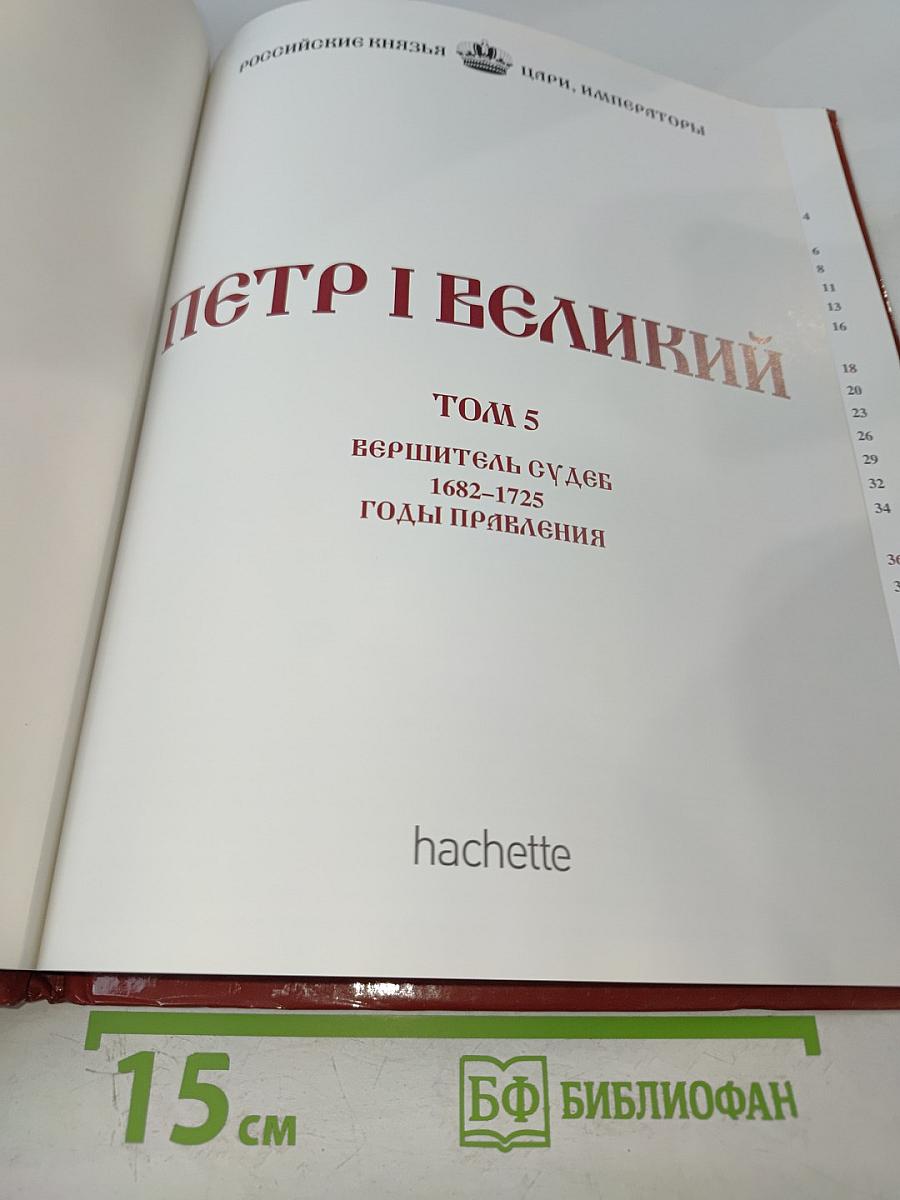 РОССИЙСКИЕ КНЯЗЬЯ ЦАРИ, ИМПЕРАТОРЫ
ПЕТР I ВЕЛИКИЙ
ТОМ 5
ВЕРШИТЕЛЬ СУДЕБ
1682–1725
ГОДЫ ПРАВЛЕНИЯ
hachette
4
6
8
11
13
16
18
20
23
26
29
32
34
15 см
БФ БИБЛИОФАН